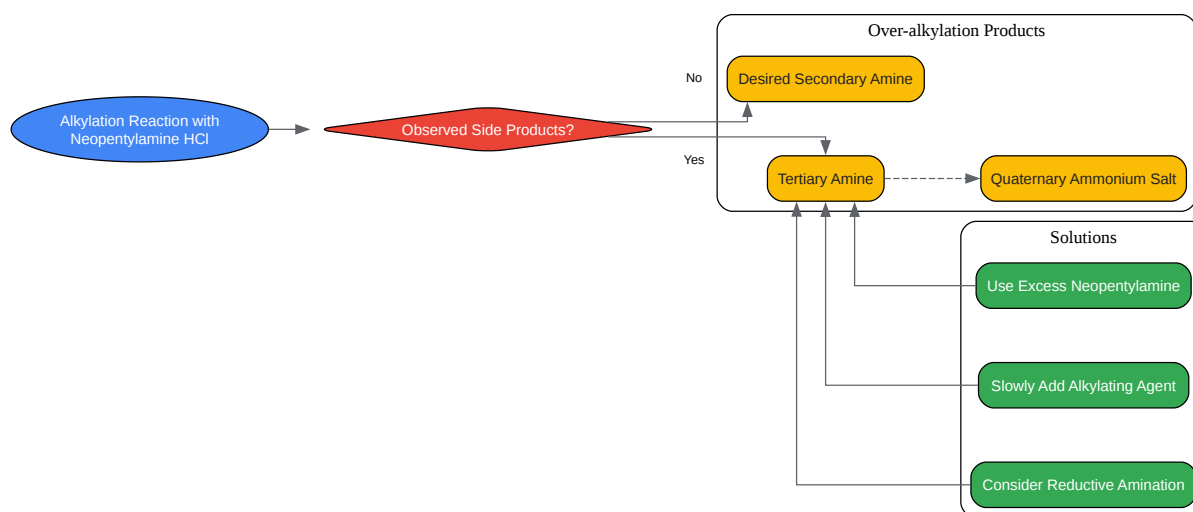 Over-alkylation Products
No
Desired Secondary Amine
Alkylation Reaction with
Neopentylamine HCl
Observed Side Products?
Yes
Tertiary Amine
Quaternary Ammonium Salt
Solutions
Use Excess Neopentylamine
Slowly Add Alkylating Agent
Consider Reductive Amination